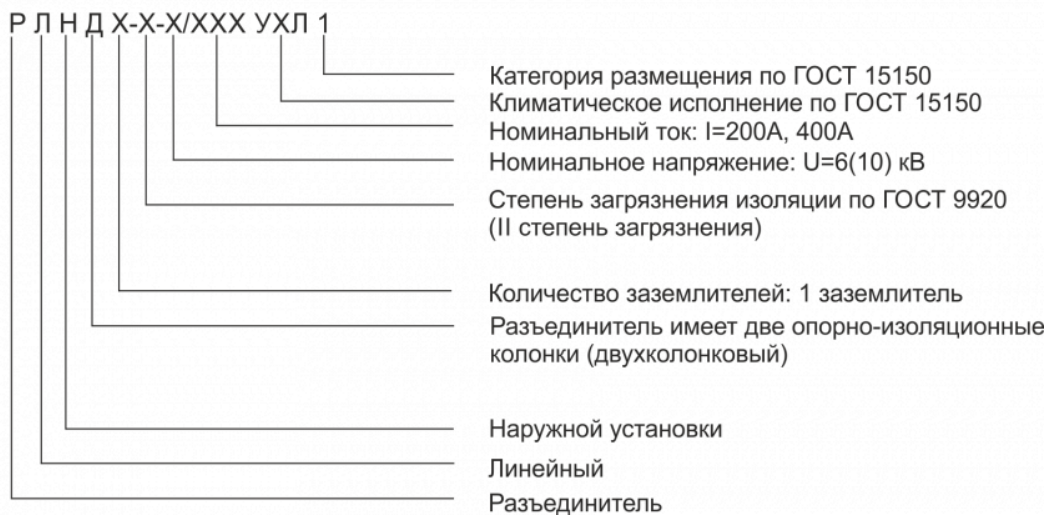 Р Л Н Д Х-Х-Х/ХХХ УХЛ 1
Категория размещения по ГОСТ 15150
Климатическое исполнение по ГОСТ 15150
Номинальный ток: I=200А, 400А
Номинальное напряжение: U=6(10) кВ
Степень загрязнения изоляции по ГОСТ 9920
(II степень загрязнения)
Количество заземлителей: 1 заземлитель
Разъединитель имеет две опорно-изоляционные
колонки (двухколонковый)
Наружной установки
Линейный
Разъединитель